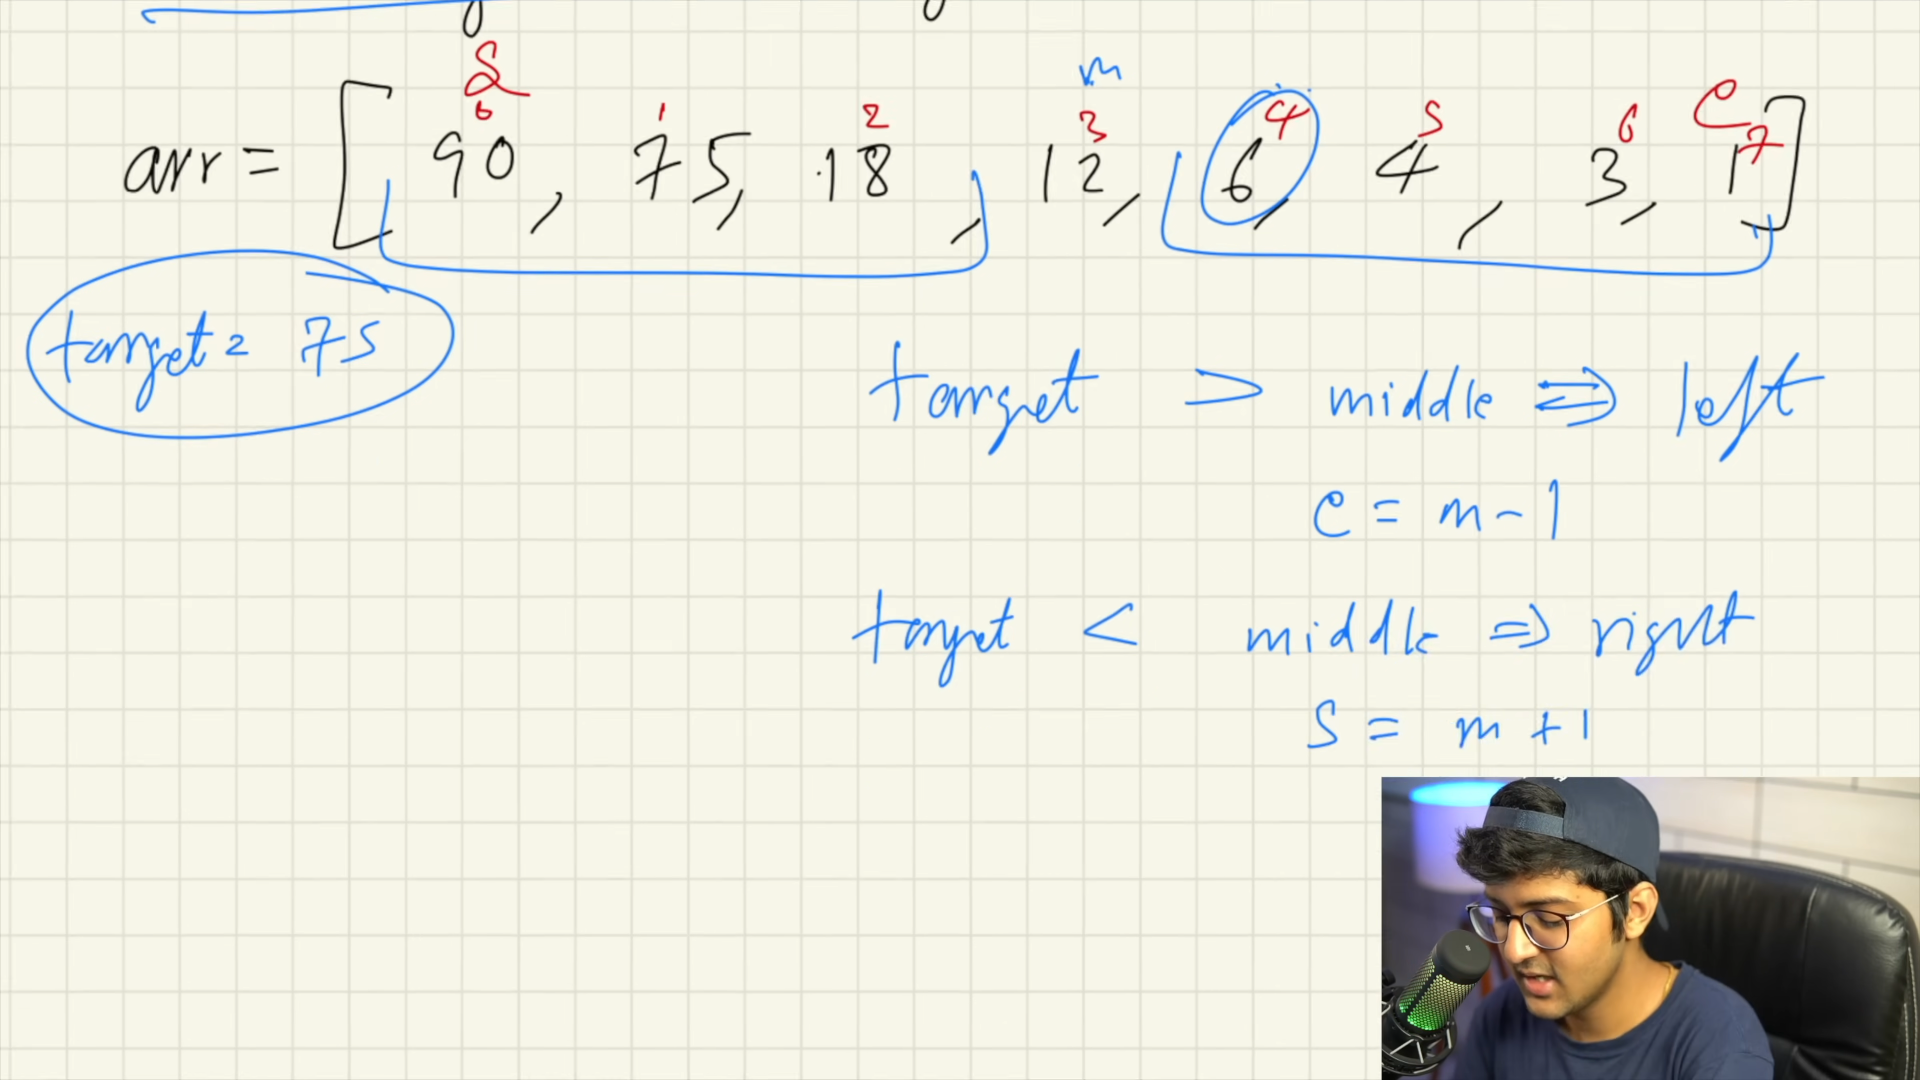 S m e
0 1 2 3 4 5 6 7
arr = [ 90 , 75, 18 , 12, 6, 4 , 3, 1 ]
target = 75
target > middle ⇒ left
e = m - 1
target < middle ⇒ right
S = m + 1